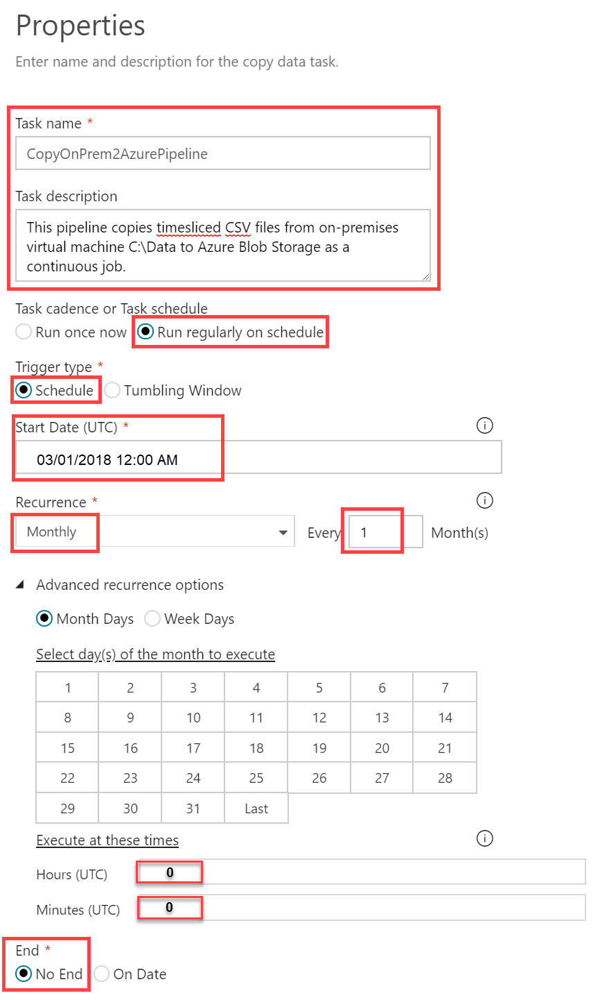 Properties
Enter name and description for the copy data task.
Task name *
CopyOnPrem2AzurePipeline
Task description
This pipeline copies timesliced CSV files from on-premises
virtual machine C:\Data to Azure Blob Storage as a
continuous job.
Task cadence or Task schedule
Run once now Run regularly on schedule
Trigger type *
Schedule Tumbling Window
Start Date (UTC) *
03/01/2018 12:00 AM
Recurrence *
Monthly Every 1 Month(s)
Advanced recurrence options
Month Days Week Days
Select day(s) of the month to execute
1 2 3 4 5 6 7
8 9 10 11 12 13 14
15 16 17 18 19 20 21
22 23 24 25 26 27 28
29 30 31 Last
Execute at these times
Hours (UTC) 0
Minutes (UTC) 0
End *
No End On Date